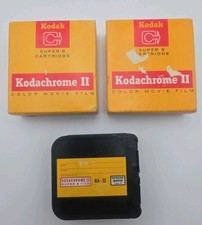 Kodak
SUPER 8
CARTRIDGE
Kodachrome II
COLOR MOVIE FILM
Kodak
SUPER 8
CARTRIDGE
Kodachrome II
COLOR MOVIE FILM
KODACHROME II